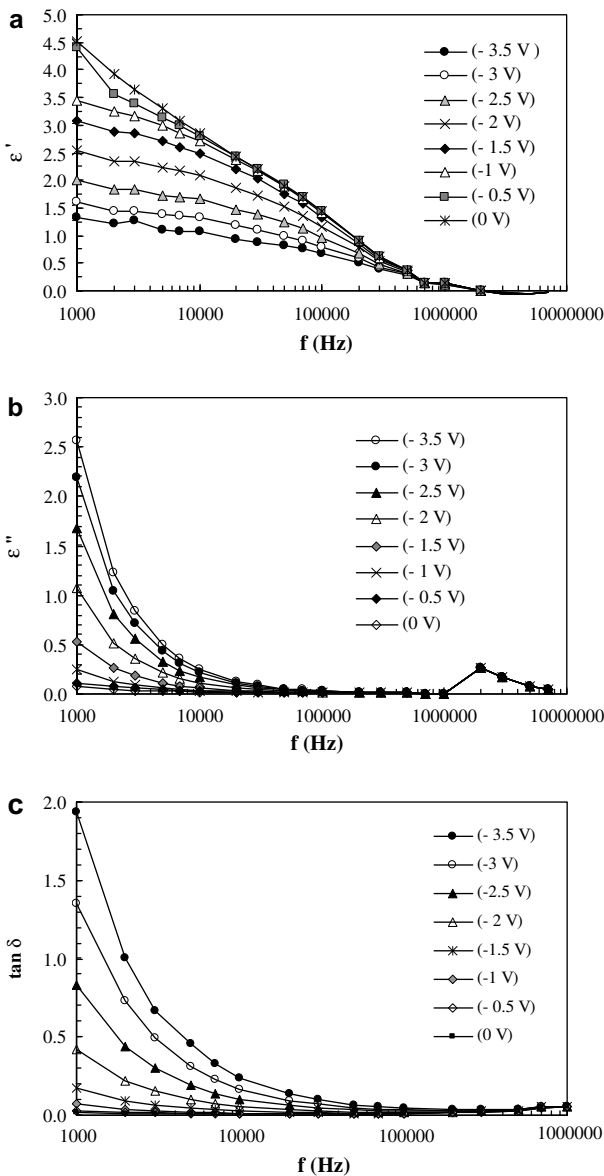 a
5.0
4.5
4.0
3.5
3.0
2.5
2.0
1.5
1.0
0.5
0.0
ε'
1000 10000 100000 1000000 10000000
f (Hz)
(- 3.5 V )
(- 3 V)
(- 2.5 V)
(- 2 V)
(- 1.5 V)
(-1 V)
(- 0.5 V)
(0 V)
b
3.0
2.5
2.0
1.5
1.0
0.5
0.0
ε"
1000 10000 100000 1000000 10000000
f (Hz)
(- 3.5 V)
(- 3 V)
(- 2.5 V)
(- 2 V)
(- 1.5 V)
(- 1 V)
(- 0.5 V)
(0 V)
c
2.0
1.5
1.0
0.5
0.0
tan δ
1000 10000 100000 1000000
f (Hz)
(- 3.5 V)
(-3 V)
(-2.5 V)
(- 2 V)
(-1.5 V)
(-1 V)
(- 0.5 V)
(0 V)